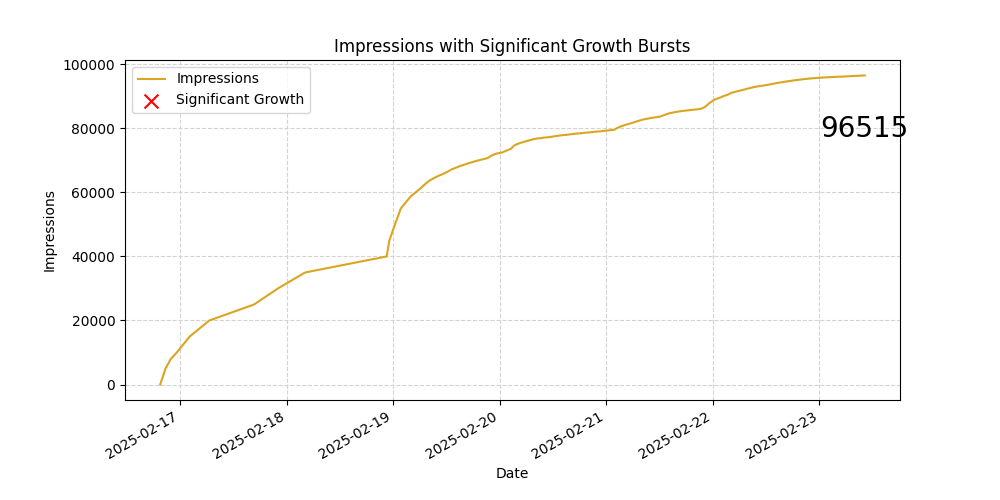 Impressions with Significant Growth Bursts
100000
80000
60000
40000
20000
0
Impressions
Impressions
Significant Growth
96515
2025-02-17
2025-02-18
2025-02-19
2025-02-20
2025-02-21
2025-02-22
2025-02-23
Date